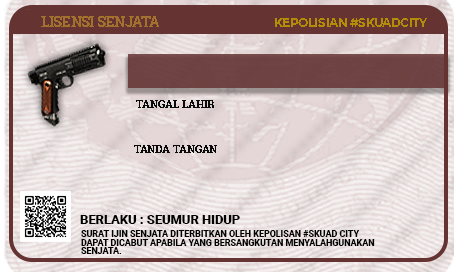 LISENSI SENJATA
KEPOLISIAN #SKUADCITY
TANGAL LAHIR
TANDA TANGAN
BERLAKU : SEUMUR HIDUP
SURAT IJIN SENJATA DITERBITKAN OLEH KEPOLISAN #SKUAD CITY
DAPAT DICABUT APABILA YANG BERSANGKUTAN MENYALAHGUNAKAN
SENJATA.